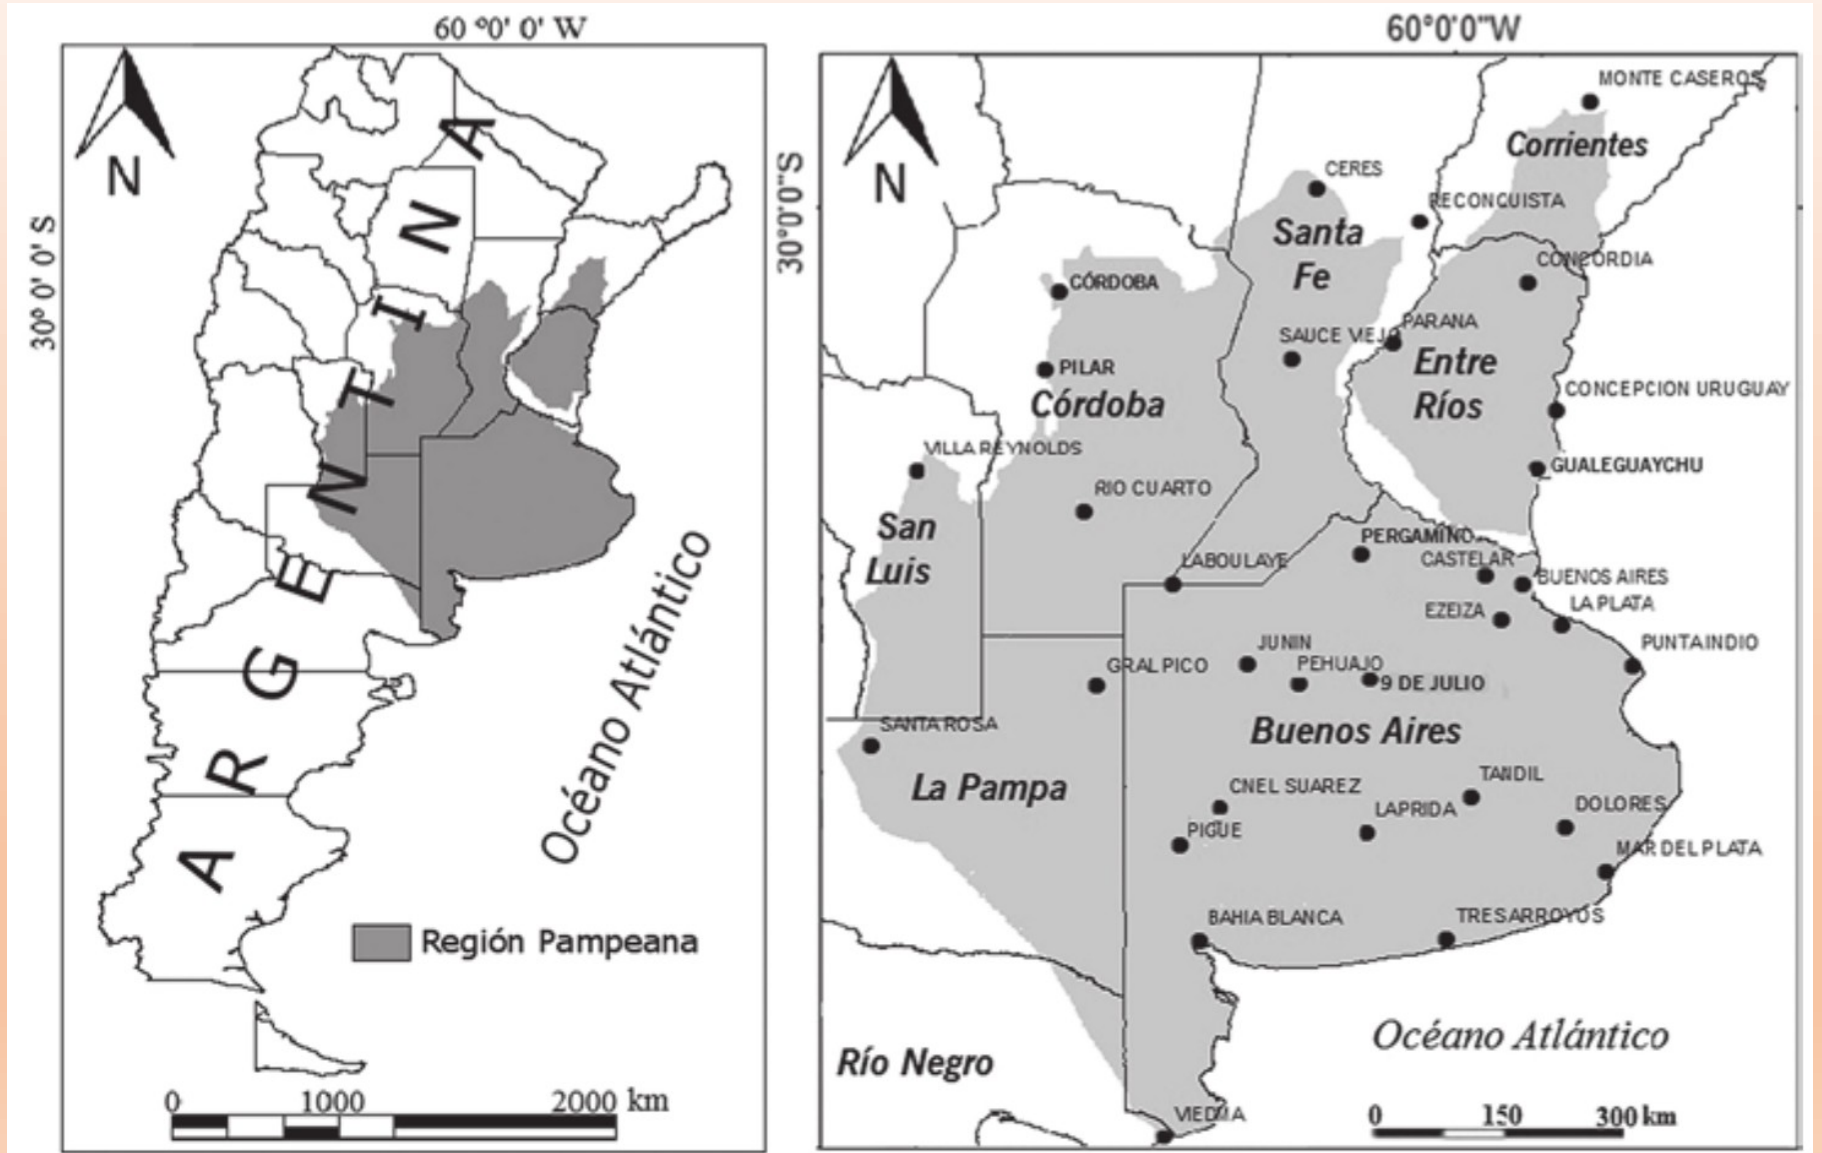 60 º0' 0' W
N
30º 0' 0' S
ARGENTINA
Océano Atlántico
Región Pampeana
0 1000 2000 km
60°0'0"W
30°0'0"S
N
MONTE CASEROS
Corrientes
CERES
RECONQUISTA
Santa
Fe
CONCORDIA
CÓRDOBA
SAUCE VIEJO
PARANA
Entre
Ríos
PILAR
Córdoba
CONCEPCION URUGUAY
VILLA REYNOLDS
GUALEGUAYCHU
RIO CUARTO
San
Luis
PERGAMINO
CASTELAR
LABOULAYE
BUENOS AIRES
LA PLATA
EZEIZA
PUNTA INDIO
JUNIN
GRAL PICO
PEHUAJO
9 DE JULIO
SANTA ROSA
Buenos Aires
La Pampa
CNEL SUAREZ
TANDIL
LAPRIDA
DOLORES
PIGUE
MAR DEL PLATA
BAHIA BLANCA
TRES ARROYOS
Océano Atlántico
Río Negro
VIEDMA
0 150 300 km